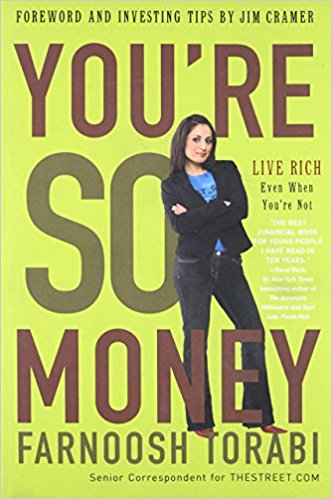 FOREWORD AND INVESTING TIPS BY JIM CRAMER
YOU'RE
SO
LIVE RICH
Even When
You're Not
"THE BEST
FINANCIAL BOOK
FOR YOUNG PEOPLE
I HAVE READ IN
TEN YEARS."
—David Bach,
#1 New York Times
bestselling author of
The Automatic
Millionaire and Start
Late, Finish Rich
MONEY
FARNOOSH TORABI
Senior Correspondent for THESTREET.COM